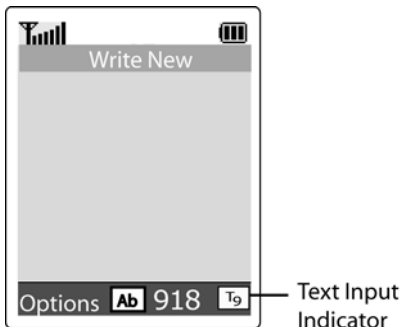 Write New
Options Ab 918 T9
Text Input
Indicator